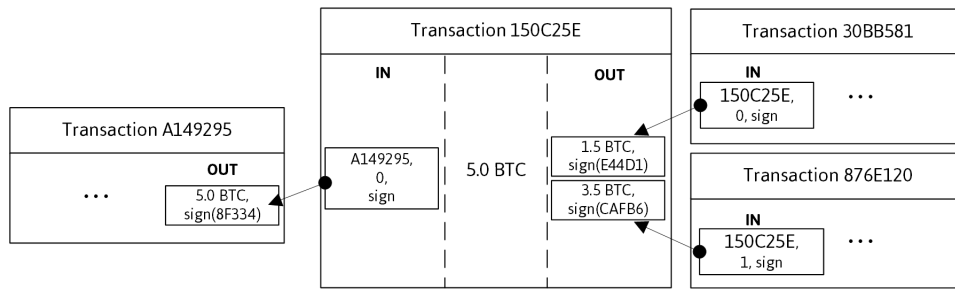 Transaction A149295
OUT
...
5.0 BTC,
sign(8F334)
Transaction 150C25E
IN
OUT
A149295,
0,
sign
5.0 BTC
1.5 BTC,
sign(E44D1)
3.5 BTC,
sign(CAFB6)
Transaction 30BB581
IN
150C25E,
0, sign
...
Transaction 876E120
IN
150C25E,
1, sign
...